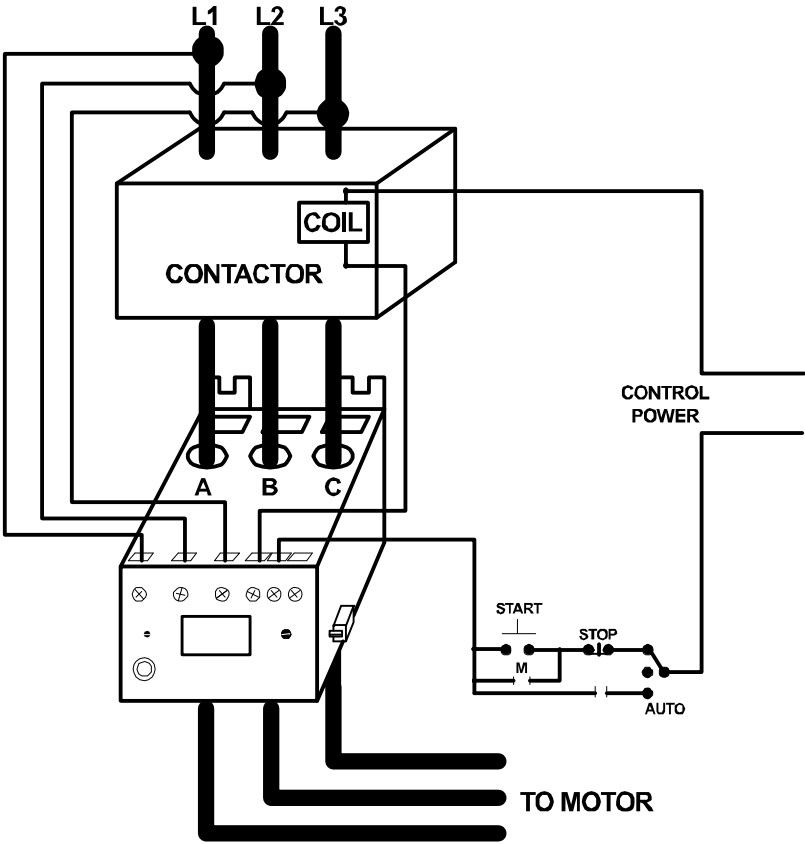 L1 L2 L3
COIL
CONTACTOR
CONTROL
POWER
A B C
START
STOP
M
AUTO
TO MOTOR